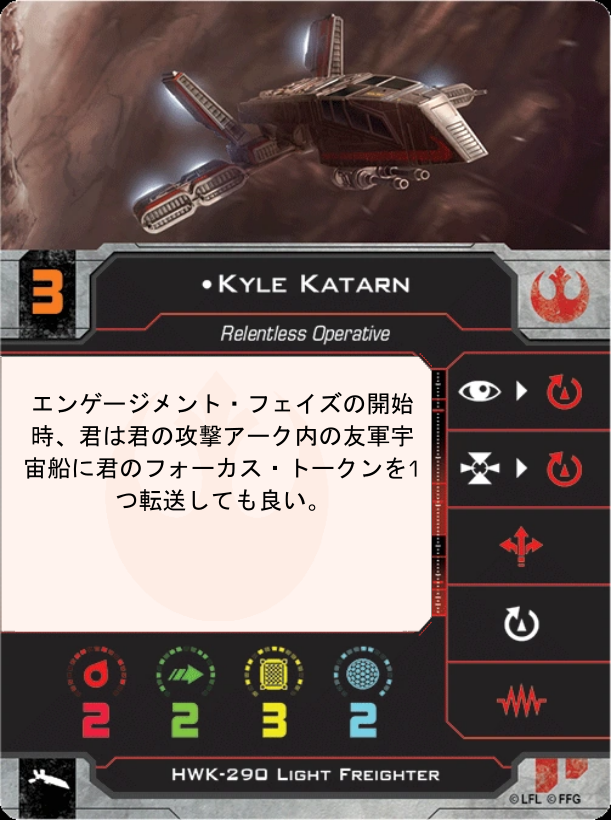 3
•Kyle Katarn
Relentless Operative
エンゲージメント・フェイズの開始
時、君は君の攻撃アーク内の友軍宇
宙船に君のフォーカス・トークンを1
つ転送しても良い。
2 2 3 2
HWK-290 Light Freighter
©LFL ©FFG